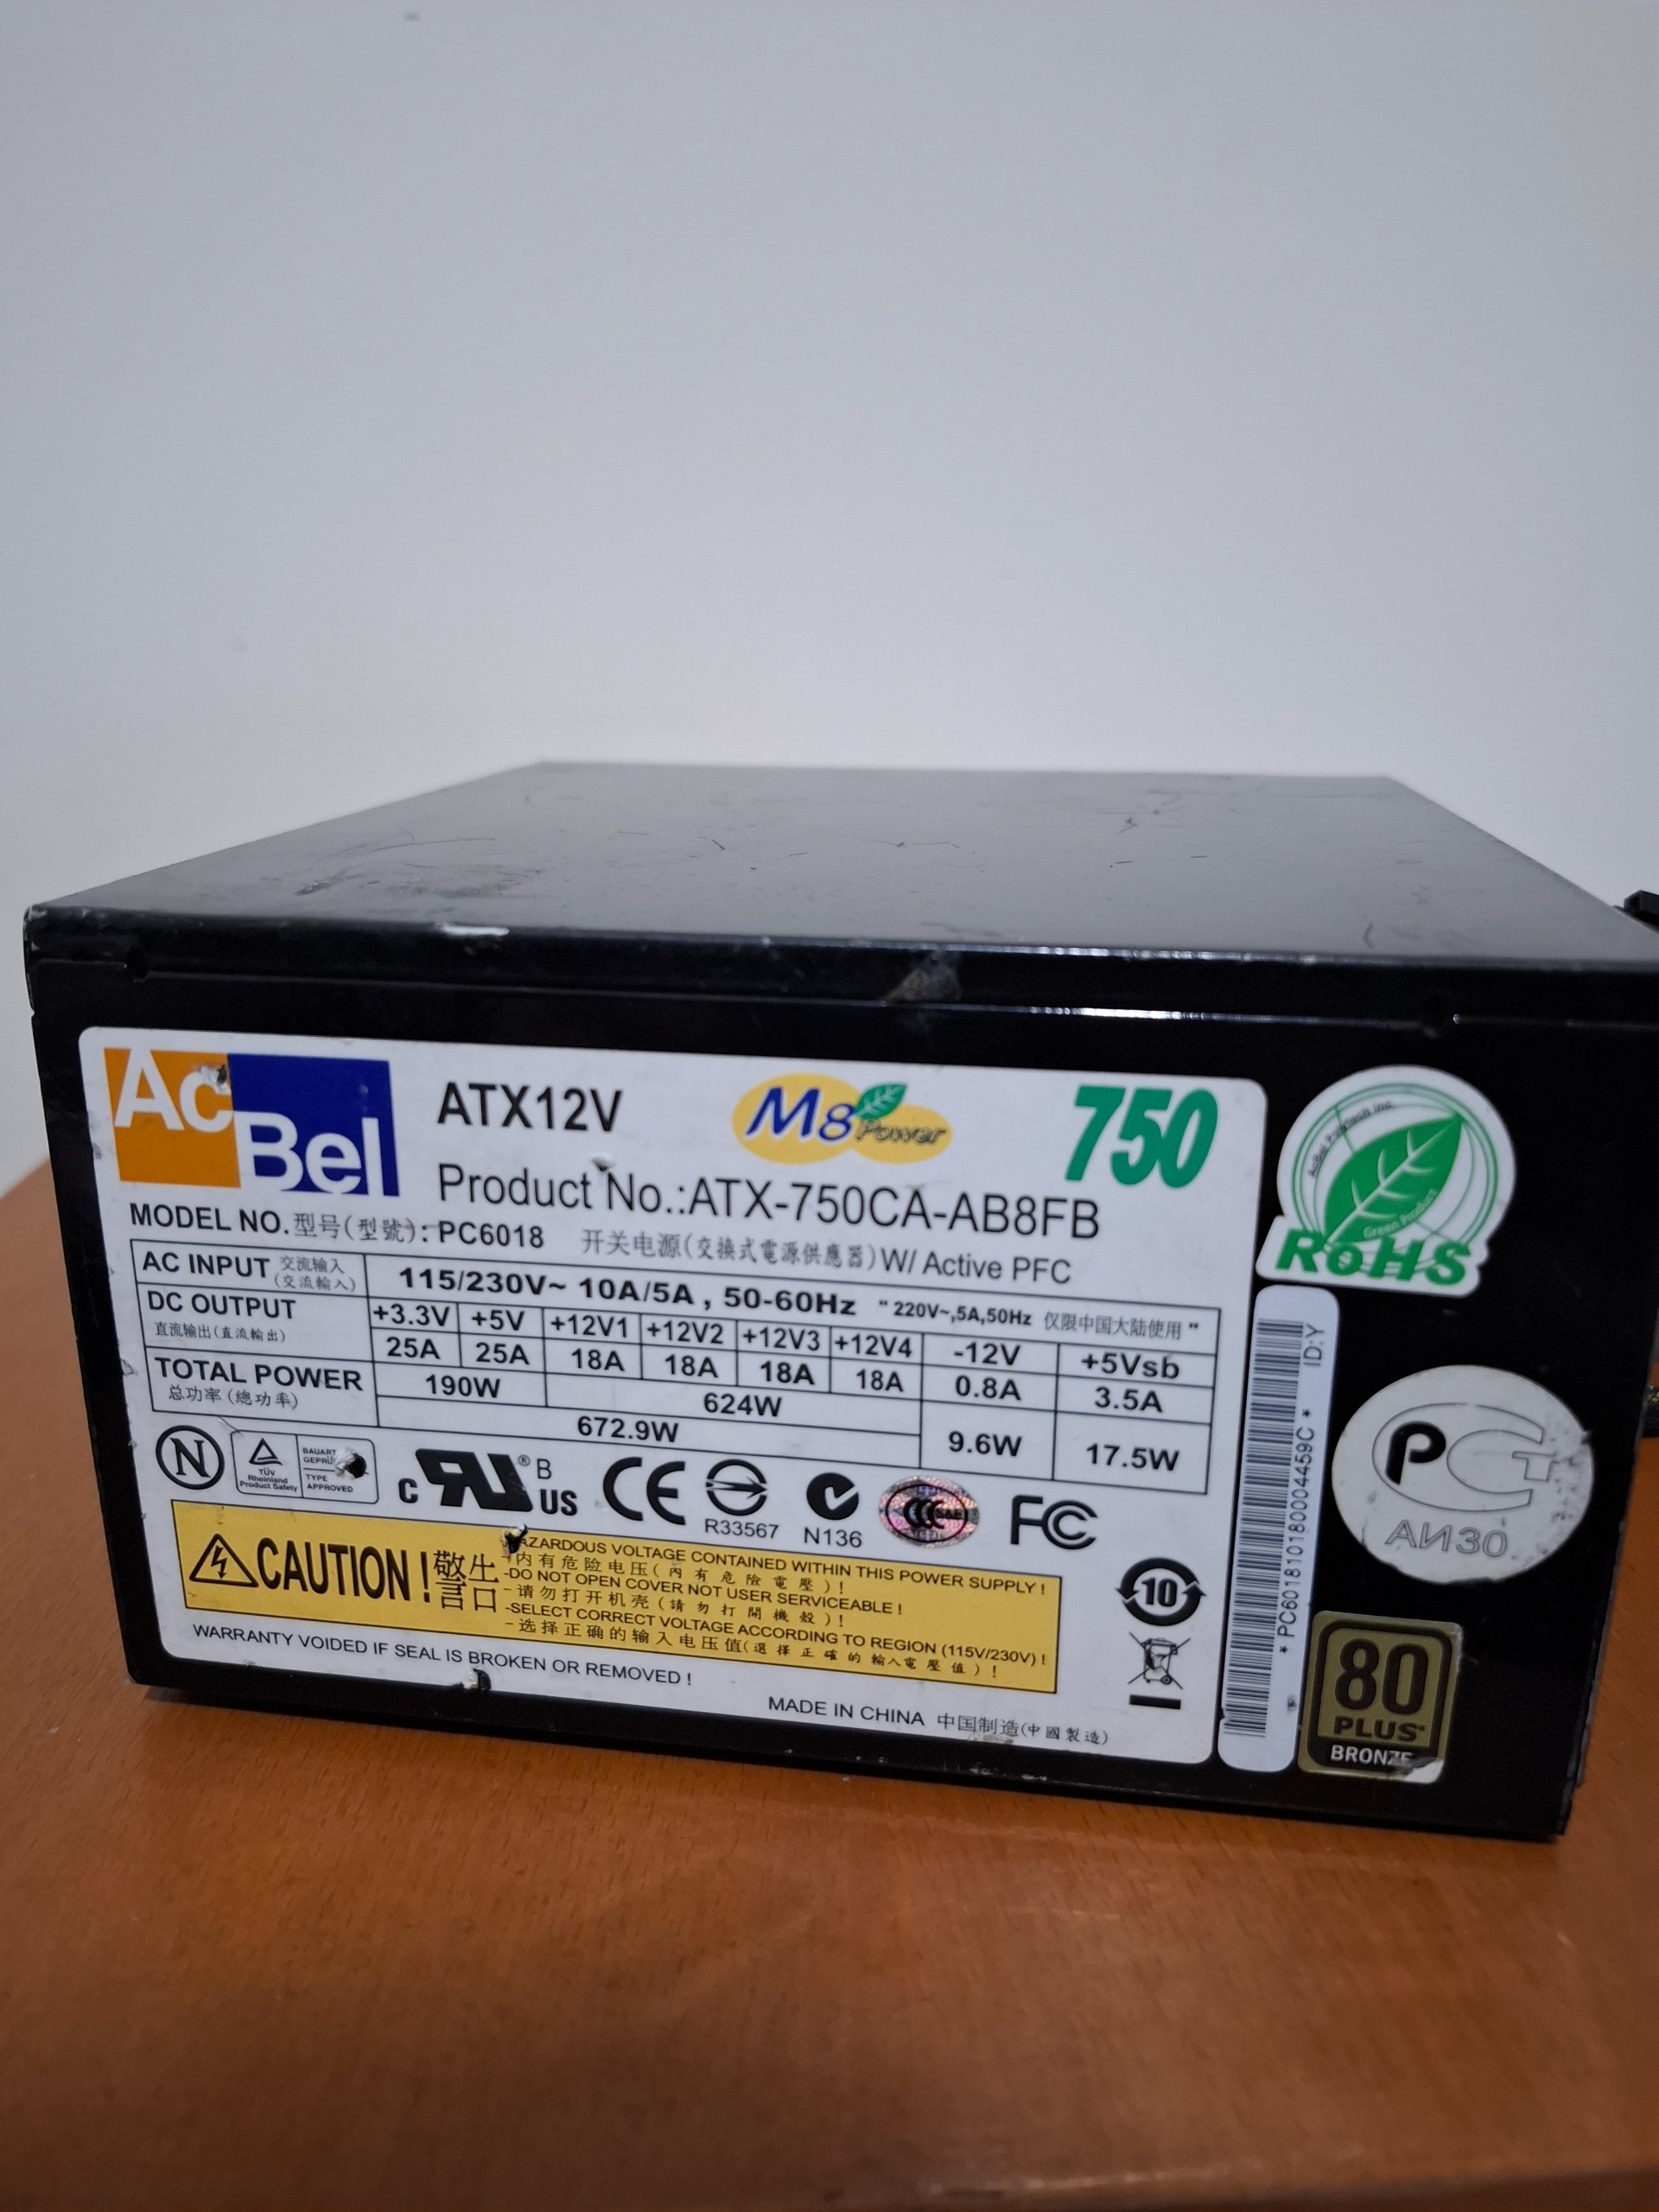 AcBel
ATX12V
M8 Power
750
Product No.:ATX-750CA-AB8FB
MODEL NO.型号(型號): PC6018 开关电源(交換式電源供應器)W/ Active PFC
AC INPUT 交流输入 (交流輸入) 115/230V~ 10A/5A , 50-60Hz " 220V~,5A,50Hz 仅限中国大陆使用 "
DC OUTPUT 直流输出(直流輸出) +3.3V +5V +12V1 +12V2 +12V3 +12V4 -12V +5Vsb
25A 25A 18A 18A 18A 18A 0.8A 3.5A
TOTAL POWER 总功率(總功率) 190W 624W
672.9W 9.6W 17.5W
N
TÜV Rheinland Product Safety
BAUART
TYPE APPROVED
c RU ® B US
CE
R33567
N136
CCC S&E
FC
CAUTION !
-内有危险电压(內有危險電壓)!
-DO NOT OPEN COVER NOT USER SERVICEABLE !
-请勿打开机壳(請勿打開機殼)!
-SELECT CORRECT VOLTAGE ACCORDING TO REGION (115V/230V) !
-选择正确的输入电压值(選擇正確的輸入電壓值)!
WARRANTY VOIDED IF SEAL IS BROKEN OR REMOVED !
MADE IN CHINA 中国制造(中國製造)
10
AcBel Polytech Inc.
Green Product
RoHS
ID:Y
* PC60181018004459C *
PG
АИ30
80
PLUS
BRONZE